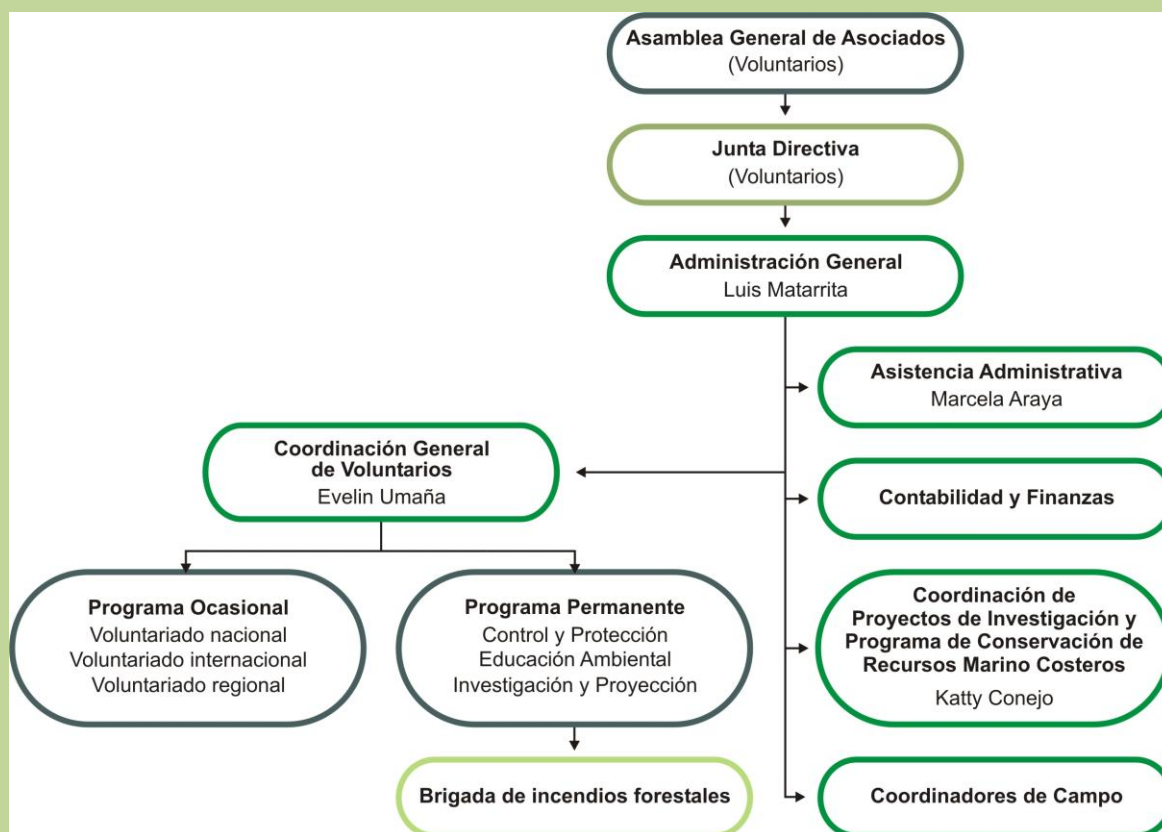 Asamblea General de Asociados
(Voluntarios)
Junta Directiva
(Voluntarios)
Administración General
Luis Matarrita
Asistencia Administrativa
Marcela Araya
Coordinación General
de Voluntarios
Evelin Umaña
Contabilidad y Finanzas
Programa Ocasional
Voluntariado nacional
Voluntariado internacional
Voluntariado regional
Programa Permanente
Control y Protección
Educación Ambiental
Investigación y Proyección
Coordinación de
Proyectos de Investigación y
Programa de Conservación de
Recursos Marino Costeros
Katty Conejo
Brigada de incendios forestales
Coordinadores de Campo